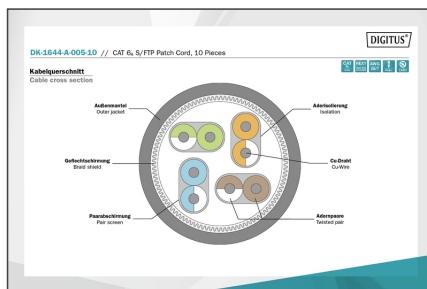 DIGITUS®
DK-1644-A-005-10 // CAT 6A S/FTP Patch Cord, 10 Pieces
Kabelquerschnitt
Cable cross section
Außenmantel
Outer jacket
Aderisolierung
Isolation
Geflechtschirmung
Braid shield
Cu-Draht
Cu-Wire
Paarabschirmung
Pair screen
Adernpaare
Twisted pair